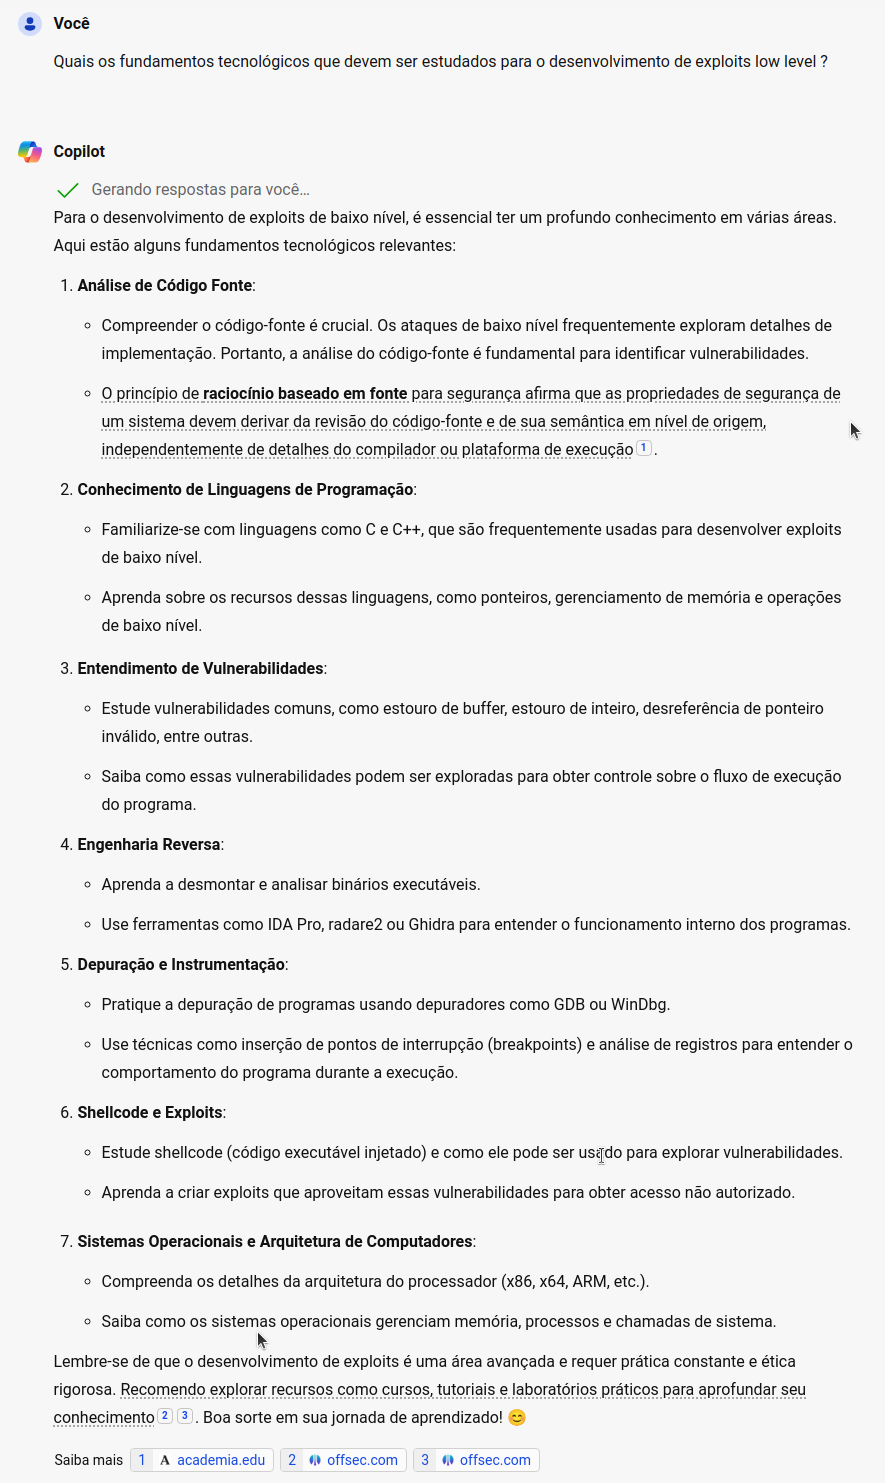 Você
Quais os fundamentos tecnológicos que devem ser estudados para o desenvolvimento de exploits low level ?
Copilot
Gerando respostas para você…
Para o desenvolvimento de exploits de baixo nível, é essencial ter um profundo conhecimento em várias áreas.
Aqui estão alguns fundamentos tecnológicos relevantes:
1. Análise de Código Fonte:
◦ Compreender o código-fonte é crucial. Os ataques de baixo nível frequentemente exploram detalhes de
implementação. Portanto, a análise do código-fonte é fundamental para identificar vulnerabilidades.
◦ O princípio de raciocínio baseado em fonte para segurança afirma que as propriedades de segurança de
um sistema devem derivar da revisão do código-fonte e de sua semântica em nível de origem,
independentemente de detalhes do compilador ou plataforma de execução 1 .
2. Conhecimento de Linguagens de Programação:
◦ Familiarize-se com linguagens como C e C++, que são frequentemente usadas para desenvolver exploits
de baixo nível.
◦ Aprenda sobre os recursos dessas linguagens, como ponteiros, gerenciamento de memória e operações
de baixo nível.
3. Entendimento de Vulnerabilidades:
◦ Estude vulnerabilidades comuns, como estouro de buffer, estouro de inteiro, desreferência de ponteiro
inválido, entre outras.
◦ Saiba como essas vulnerabilidades podem ser exploradas para obter controle sobre o fluxo de execução
do programa.
4. Engenharia Reversa:
◦ Aprenda a desmontar e analisar binários executáveis.
◦ Use ferramentas como IDA Pro, radare2 ou Ghidra para entender o funcionamento interno dos programas.
5. Depuração e Instrumentação:
◦ Pratique a depuração de programas usando depuradores como GDB ou WinDbg.
◦ Use técnicas como inserção de pontos de interrupção (breakpoints) e análise de registros para entender o
comportamento do programa durante a execução.
6. Shellcode e Exploits:
◦ Estude shellcode (código executável injetado) e como ele pode ser usado para explorar vulnerabilidades.
◦ Aprenda a criar exploits que aproveitam essas vulnerabilidades para obter acesso não autorizado.
7. Sistemas Operacionais e Arquitetura de Computadores:
◦ Compreenda os detalhes da arquitetura do processador (x86, x64, ARM, etc.).
◦ Saiba como os sistemas operacionais gerenciam memória, processos e chamadas de sistema.
Lembre-se de que o desenvolvimento de exploits é uma área avançada e requer prática constante e ética
rigorosa. Recomendo explorar recursos como cursos, tutoriais e laboratórios práticos para aprofundar seu
conhecimento 2 3 . Boa sorte em sua jornada de aprendizado! 😊
Saiba mais 1 A academia.edu 2 offsec.com 3 offsec.com